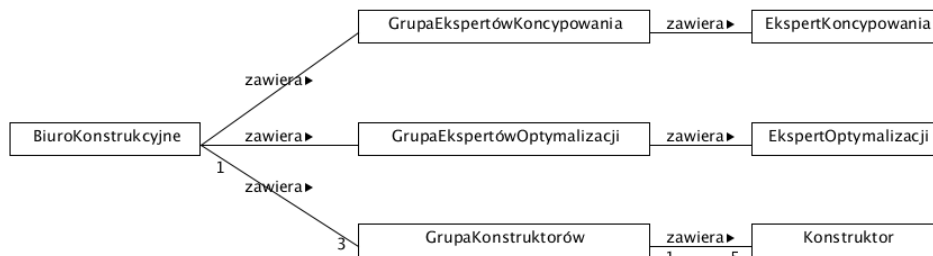 GrupaEkspertówKoncypowania zawiera▶ EkspertKoncypowania
zawiera▶
BiuroKonstrukcyjne zawiera▶ GrupaEkspertówOptymalizacji zawiera▶ EkspertOptymalizacji
1
zawiera▶
3 GrupaKonstruktorów zawiera▶ Konstruktor
1 5